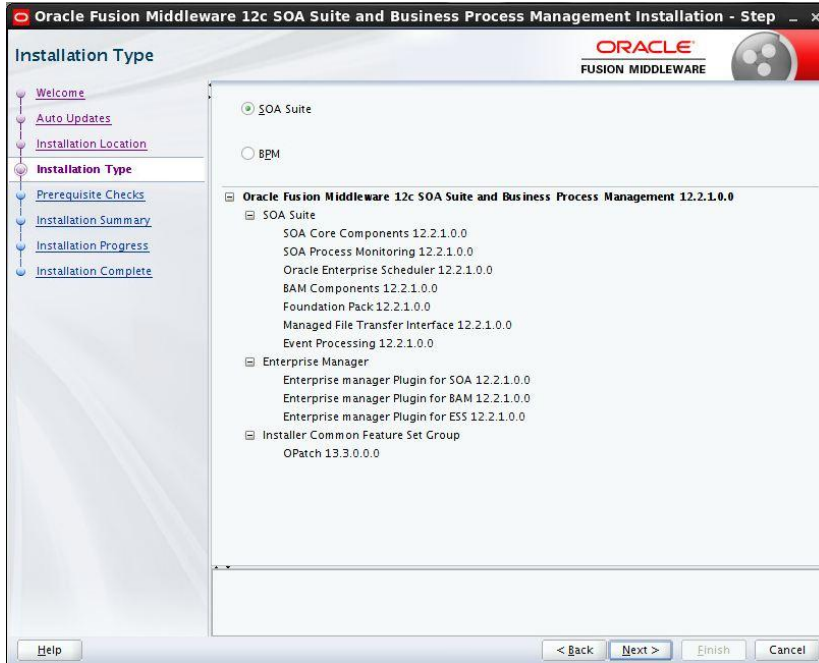 Oracle Fusion Middleware 12c SOA Suite and Business Process Management Installation - Step
Installation Type
ORACLE
FUSION MIDDLEWARE
Welcome
Auto Updates
Installation Location
Installation Type
Prerequisite Checks
Installation Summary
Installation Progress
Installation Complete
SOA Suite
BPM
Oracle Fusion Middleware 12c SOA Suite and Business Process Management 12.2.1.0.0
SOA Suite
SOA Core Components 12.2.1.0.0
SOA Process Monitoring 12.2.1.0.0
Oracle Enterprise Scheduler 12.2.1.0.0
BAM Components 12.2.1.0.0
Foundation Pack 12.2.1.0.0
Managed File Transfer Interface 12.2.1.0.0
Event Processing 12.2.1.0.0
Enterprise Manager
Enterprise manager Plugin for SOA 12.2.1.0.0
Enterprise manager Plugin for BAM 12.2.1.0.0
Enterprise manager Plugin for ESS 12.2.1.0.0
Installer Common Feature Set Group
OPatch 13.3.0.0.0
Help
< Back Next > Finish Cancel